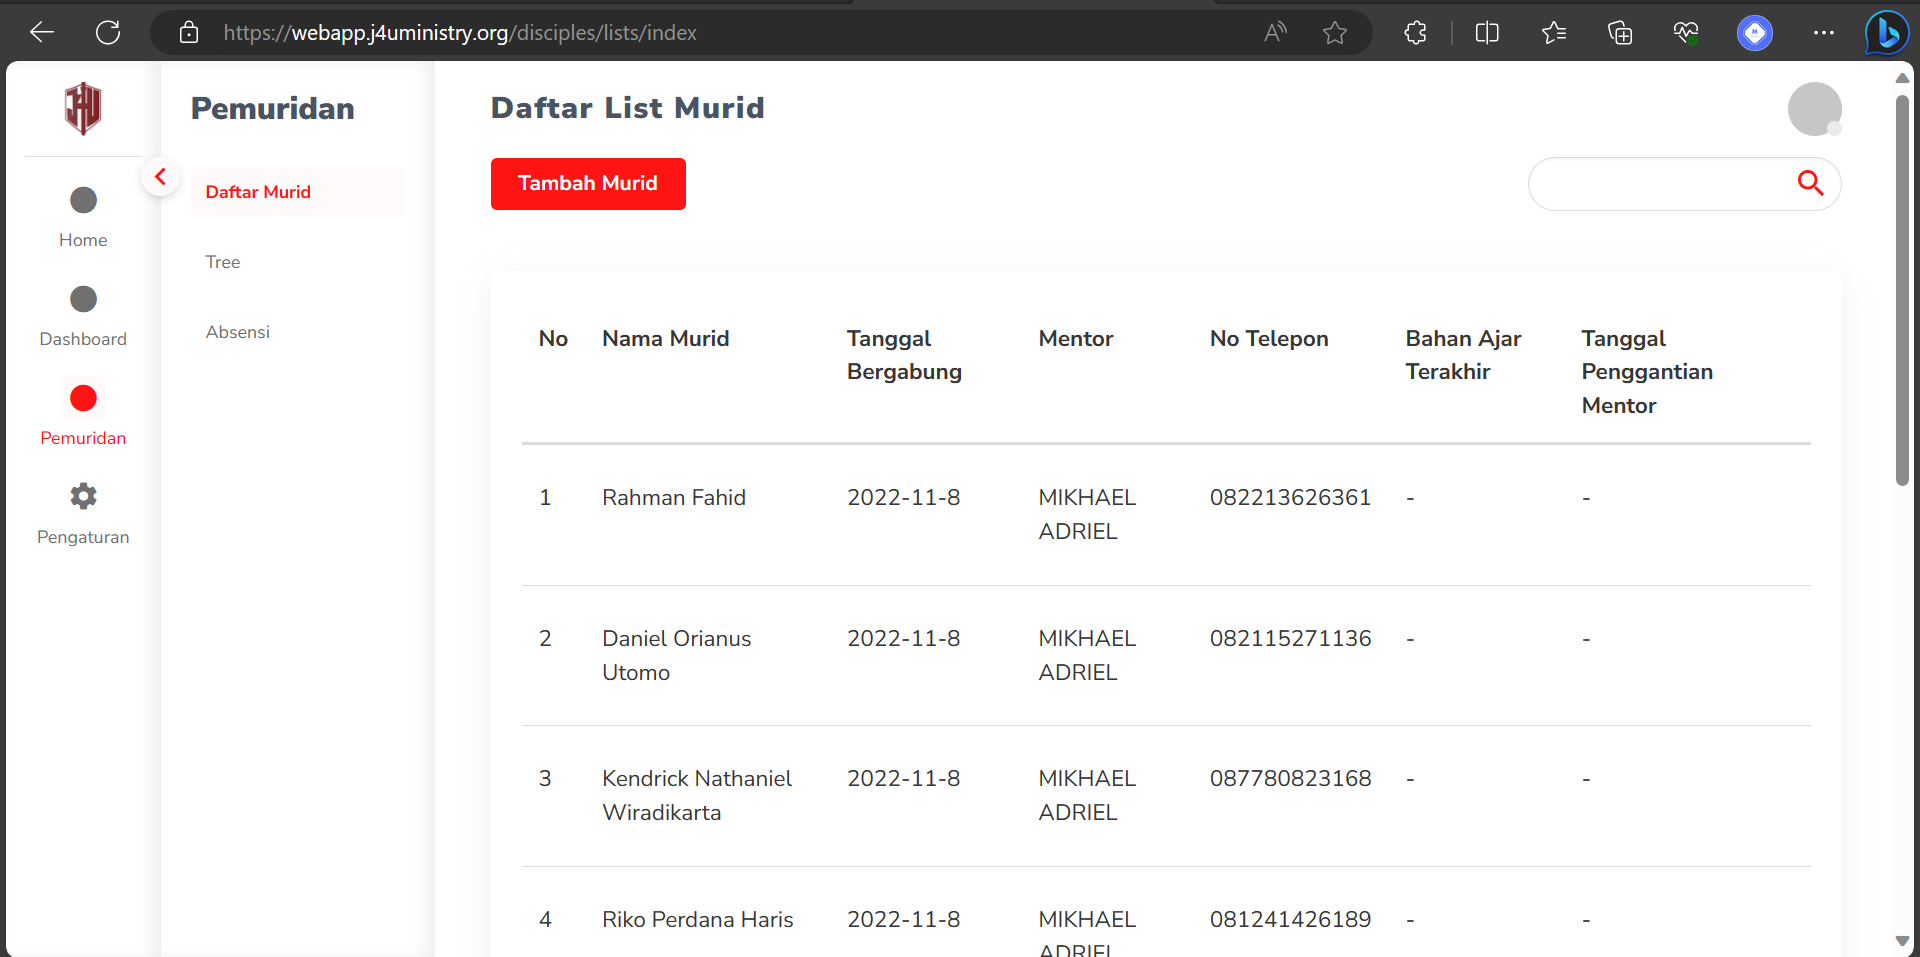 https://webapp.j4uministry.org/disciples/lists/index
J4U
Home
Dashboard
Pemuridan
Pengaturan
Pemuridan
Daftar Murid
Tree
Absensi
Daftar List Murid
Tambah Murid
No Nama Murid Tanggal Bergabung Mentor No Telepon Bahan Ajar Terakhir Tanggal Penggantian Mentor
1 Rahman Fahid 2022-11-8 MIKHAEL ADRIEL 082213626361 - -
2 Daniel Orianus Utomo 2022-11-8 MIKHAEL ADRIEL 082115271136 - -
3 Kendrick Nathaniel Wiradikarta 2022-11-8 MIKHAEL ADRIEL 087780823168 - -
4 Riko Perdana Haris 2022-11-8 MIKHAEL ADRIEL 081241426189 - -